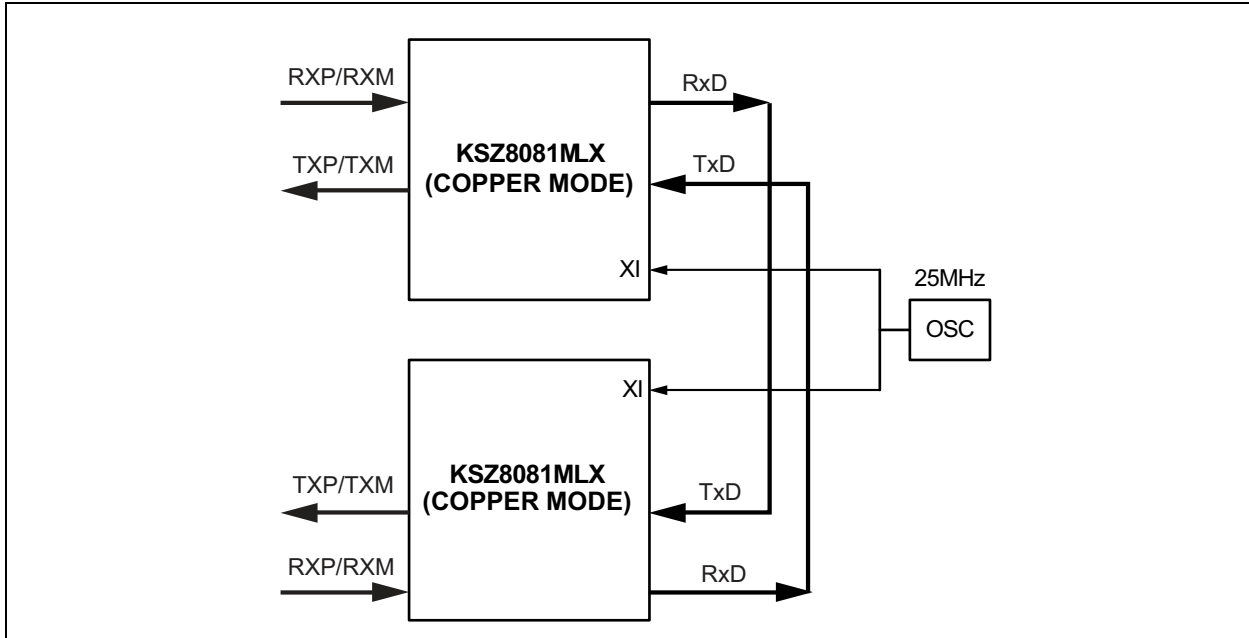 RXP/RXM
RxD
KSZ8081MLX
(COPPER MODE)
TXP/TXM
TxD
XI
25MHz
OSC
XI
KSZ8081MLX
(COPPER MODE)
TXP/TXM
TxD
RXP/RXM
RxD